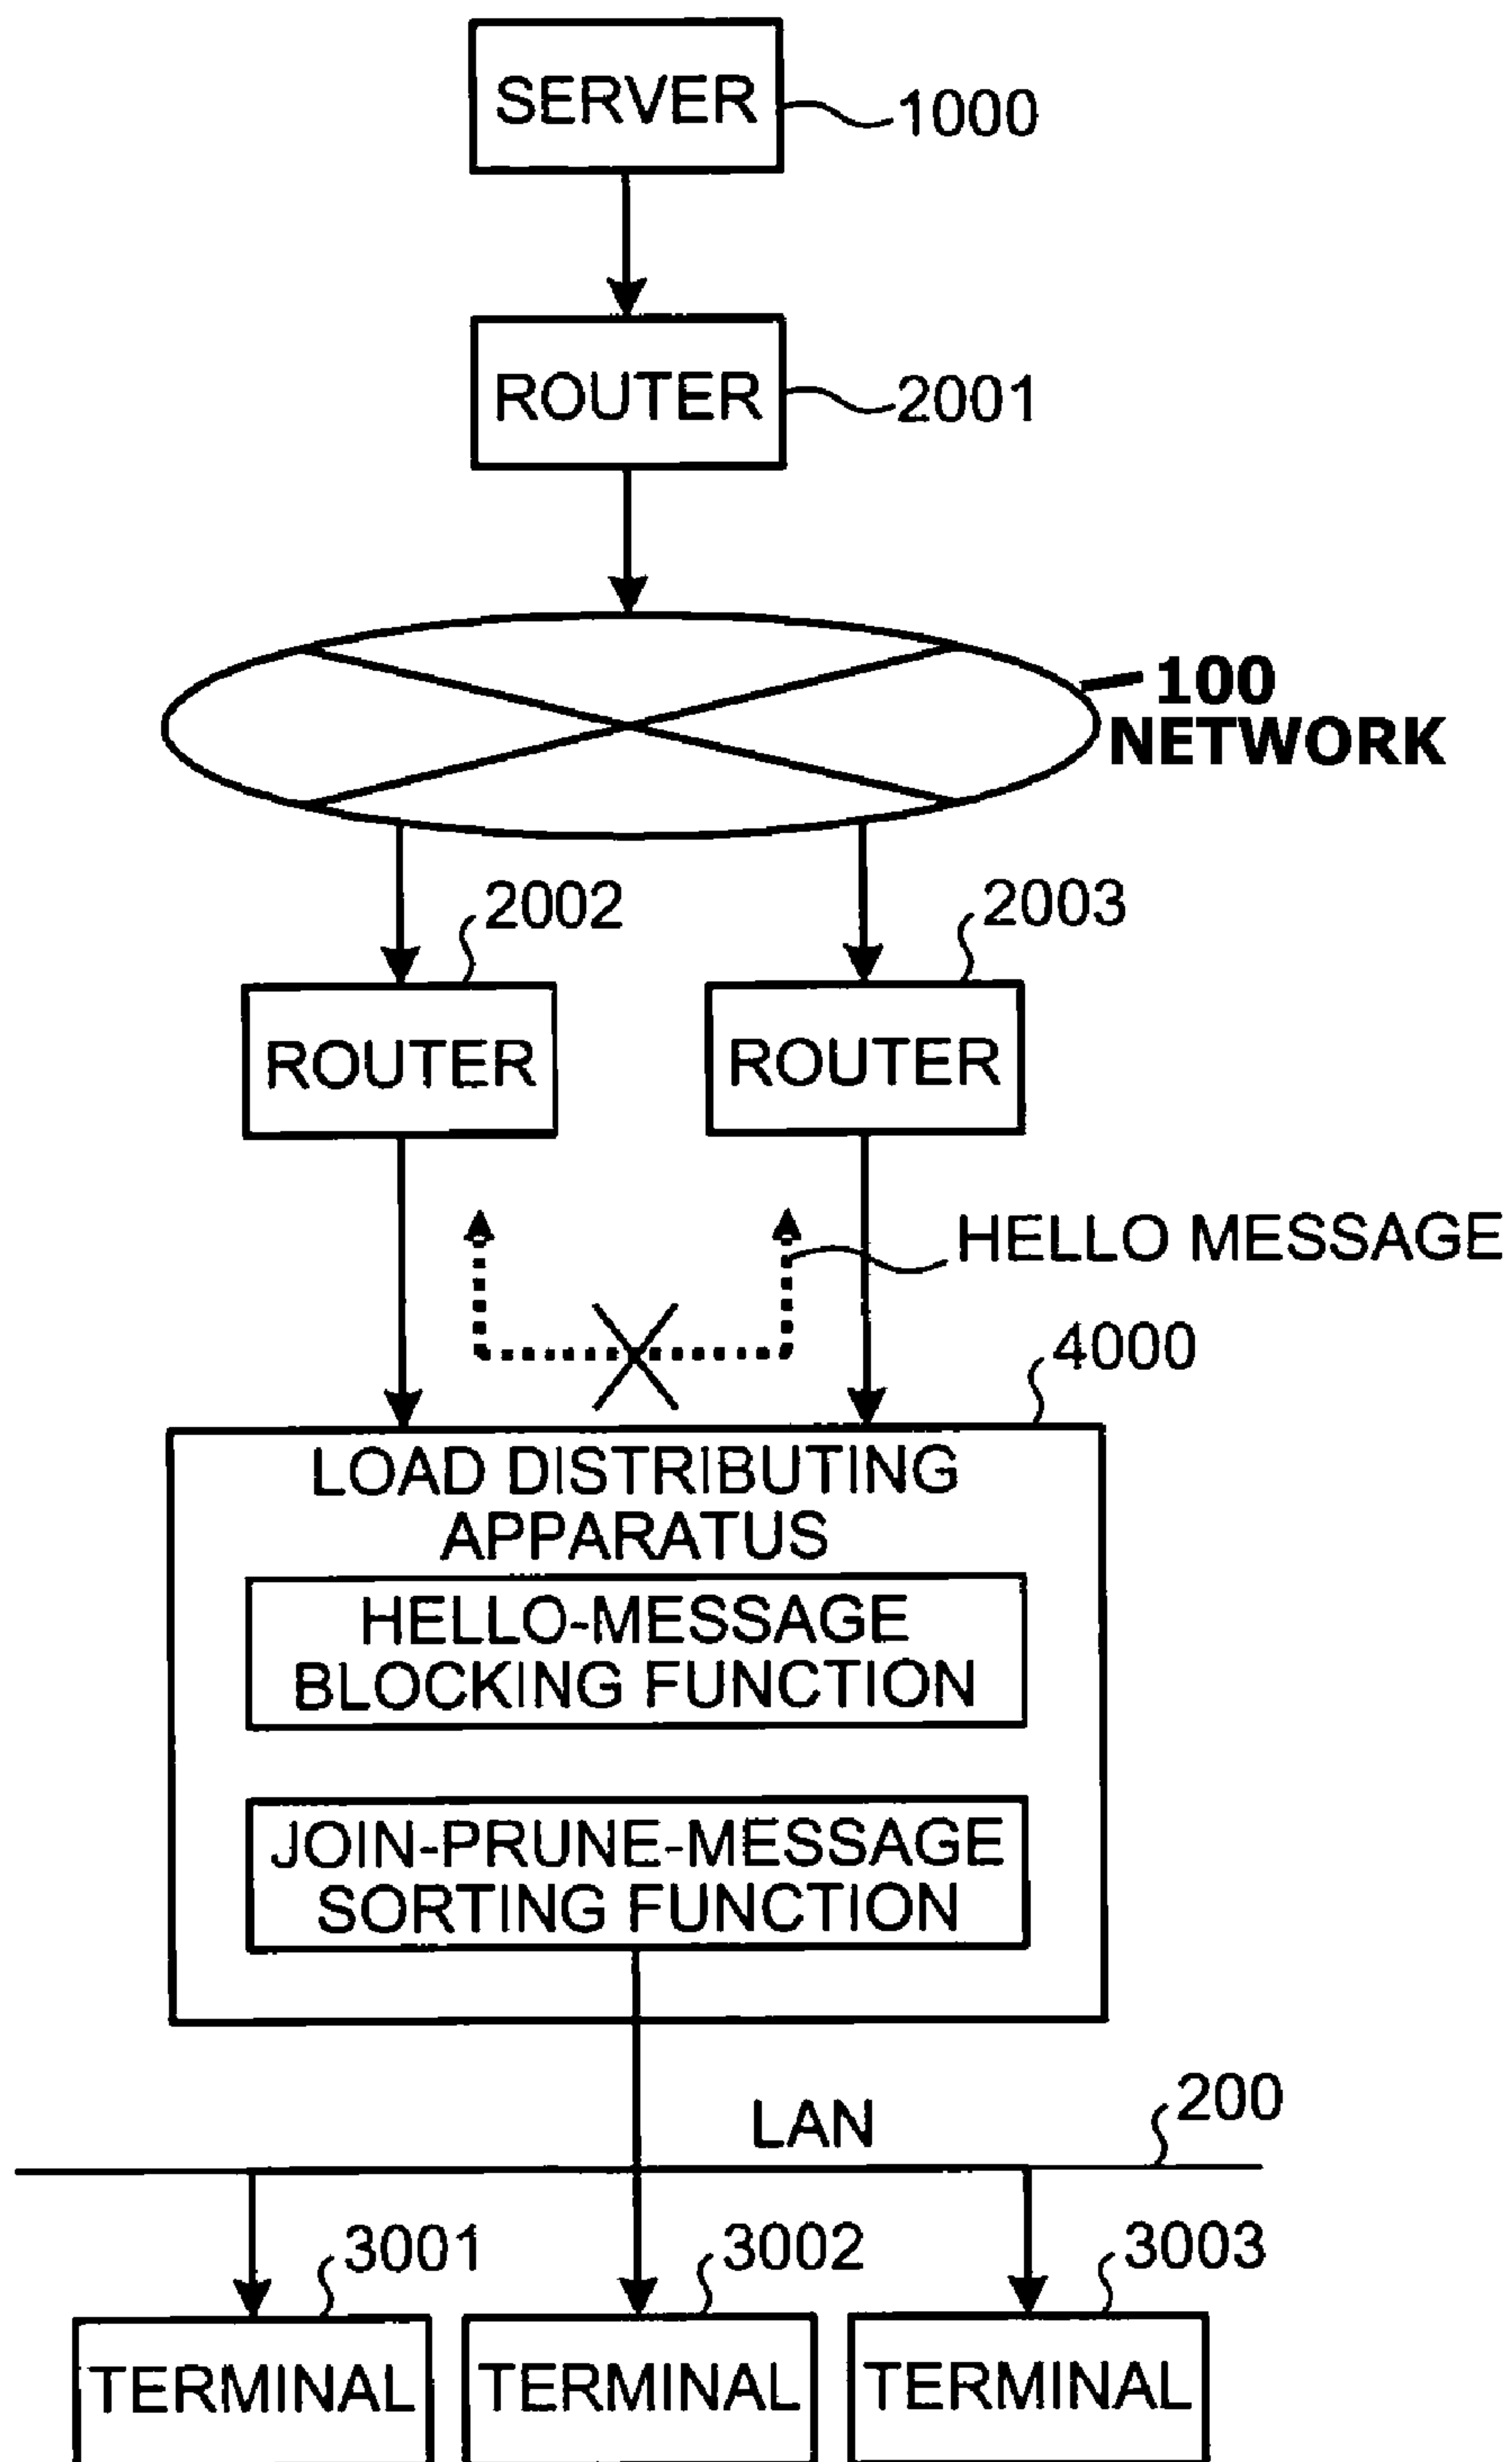 SERVER
1000
ROUTER
2001
100
NETWORK
2002
2003
ROUTER
ROUTER
HELLO MESSAGE
4000
LOAD DISTRIBUTING
APPARATUS
HELLO-MESSAGE
BLOCKING FUNCTION
JOIN-PRUNE-MESSAGE
SORTING FUNCTION
LAN
200
3001
3002
3003
TERMINAL
TERMINAL
TERMINAL